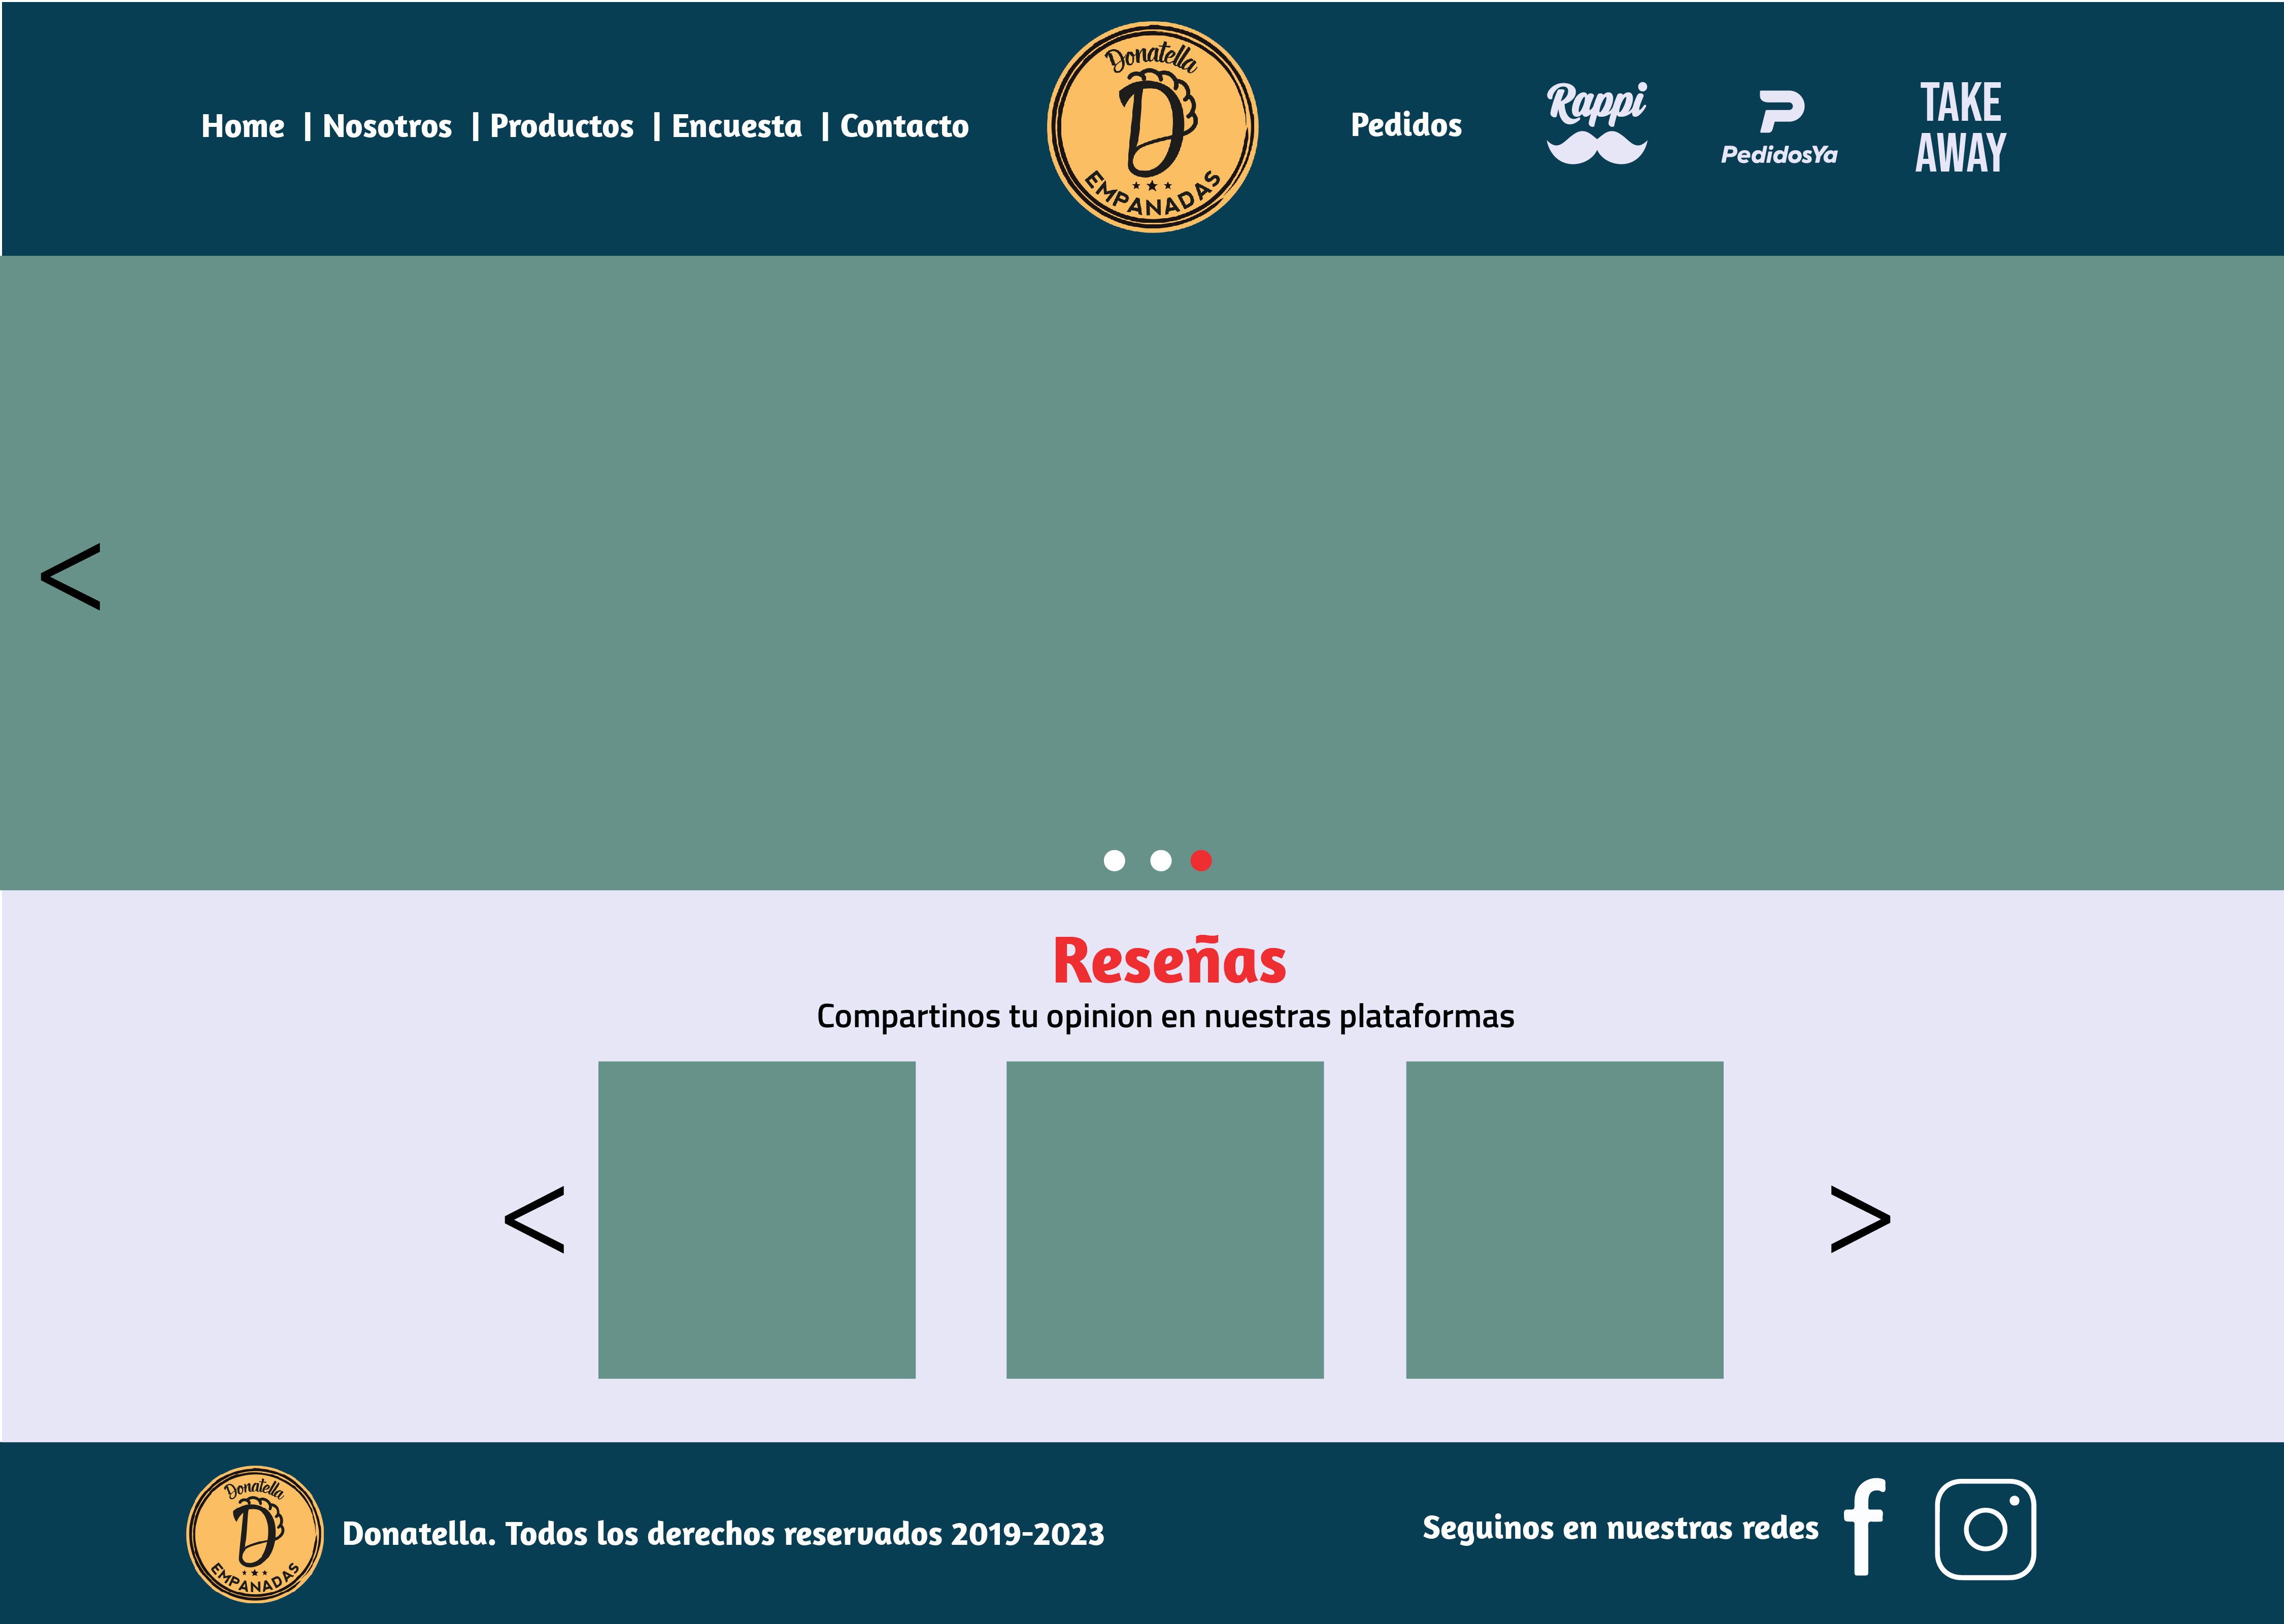 Home | Nosotros | Productos | Encuesta | Contacto
Donatella
D
EMPANADAS
Pedidos
Rappi
PedidosYa
TAKE
AWAY
<
Reseñas
Compartinos tu opinion en nuestras plataformas
<
>
Donatella
D
EMPANADAS
Donatella. Todos los derechos reservados 2019-2023
Seguinos en nuestras redes